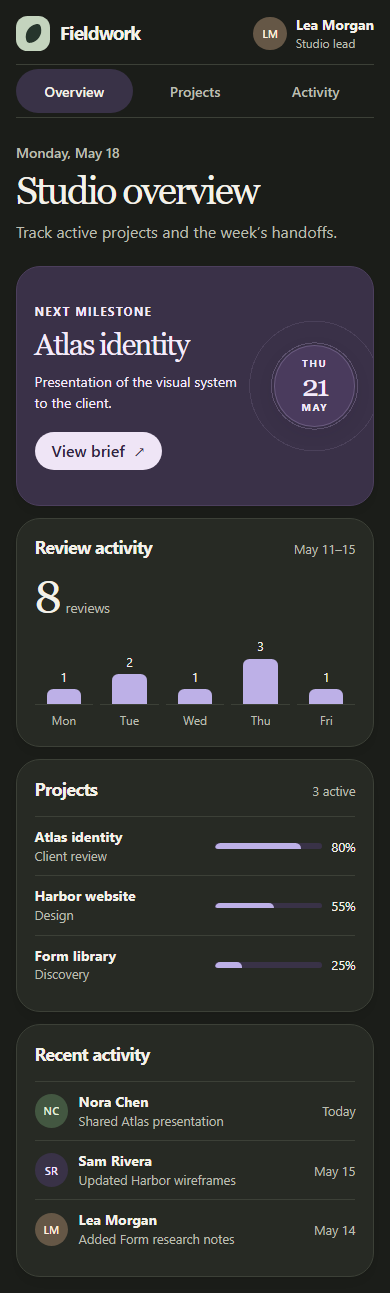 Fieldwork
LM
Lea Morgan
Studio lead
Overview
Projects
Activity
Monday, May 18
Studio overview
Track active projects and the week’s handoffs.
NEXT MILESTONE
Atlas identity
Presentation of the visual system
to the client.
View brief ↗
THU
21
MAY
Review activity
May 11–15
8 reviews
1
2
1
3
1
Mon
Tue
Wed
Thu
Fri
Projects
3 active
Atlas identity
Client review
80%
Harbor website
Design
55%
Form library
Discovery
25%
Recent activity
NC
Nora Chen
Shared Atlas presentation
Today
SR
Sam Rivera
Updated Harbor wireframes
May 15
LM
Lea Morgan
Added Form research notes
May 14